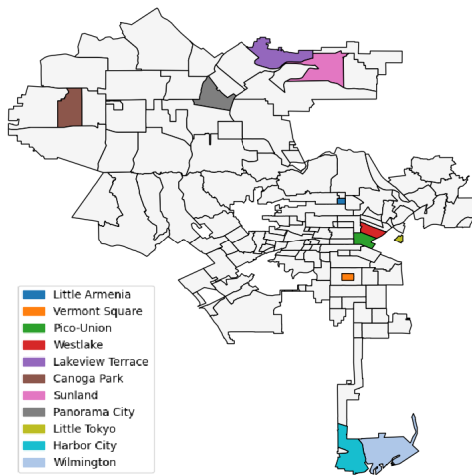 Little Armenia
Vermont Square
Pico-Union
Westlake
Lakeview Terrace
Canoga Park
Sunland
Panorama City
Little Tokyo
Harbor City
Wilmington